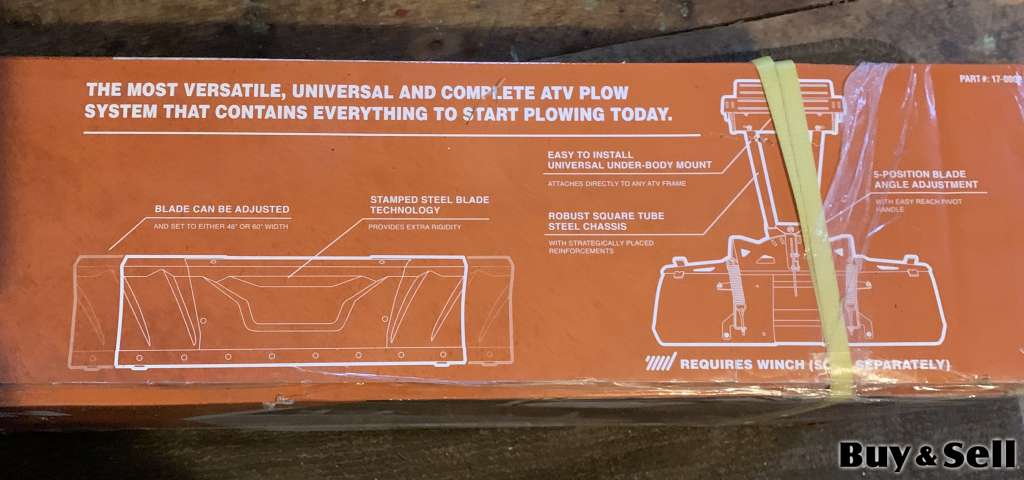 THE MOST VERSATILE, UNIVERSAL AND COMPLETE ATV PLOW
SYSTEM THAT CONTAINS EVERYTHING TO START PLOWING TODAY.
PART #: 17-
EASY TO INSTALL
UNIVERSAL UNDER-BODY MOUNT
ATTACHES DIRECTLY TO ANY ATV FRAME
5-POSITION BLADE
ANGLE ADJUSTMENT
WITH EASY REACH PIVOT
HANDLE
BLADE CAN BE ADJUSTED
AND SET TO EITHER 48" OR 60" WIDTH
STAMPED STEEL BLADE
TECHNOLOGY
PROVIDES EXTRA RIGIDITY
ROBUST SQUARE TUBE
STEEL CHASSIS
WITH STRATEGICALLY PLACED
REINFORCEMENTS
REQUIRES WINCH (SO SEPARATELY)
Buy & Sell